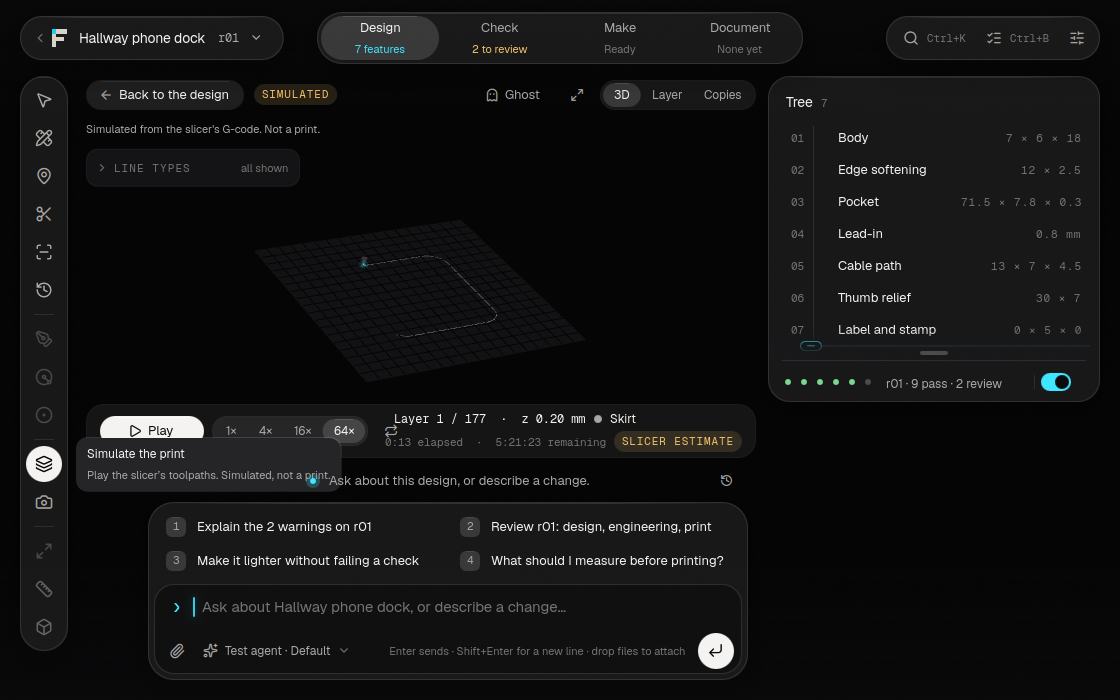 Hallway phone dock r01
Design
7 features
Check
2 to review
Make
Ready
Document
None yet
Ctrl+K
Ctrl+B
Back to the design
SIMULATED
Ghost
3D
Layer
Copies
Simulated from the slicer's G-code. Not a print.
LINE TYPES
all shown
Tree 7
01 Body 7 × 6 × 18
02 Edge softening 12 × 2.5
03 Pocket 71.5 × 7.8 × 0.3
04 Lead-in 0.8 mm
05 Cable path 13 × 7 × 4.5
06 Thumb relief 30 × 7
07 Label and stamp 0 × 5 × 0
r01 · 9 pass · 2 review
Play
1×
4×
16×
64×
Layer 1 / 177 · z 0.20 mm
Skirt
0:13 elapsed · 5:21:23 remaining
SLICER ESTIMATE
Simulate the print
Play the slicer's toolpaths. Simulated, not a print.
Ask about this design, or describe a change.
1 Explain the 2 warnings on r01
2 Review r01: design, engineering, print
3 Make it lighter without failing a check
4 What should I measure before printing?
Ask about Hallway phone dock, or describe a change…
Test agent · Default
Enter sends · Shift+Enter for a new line · drop files to attach